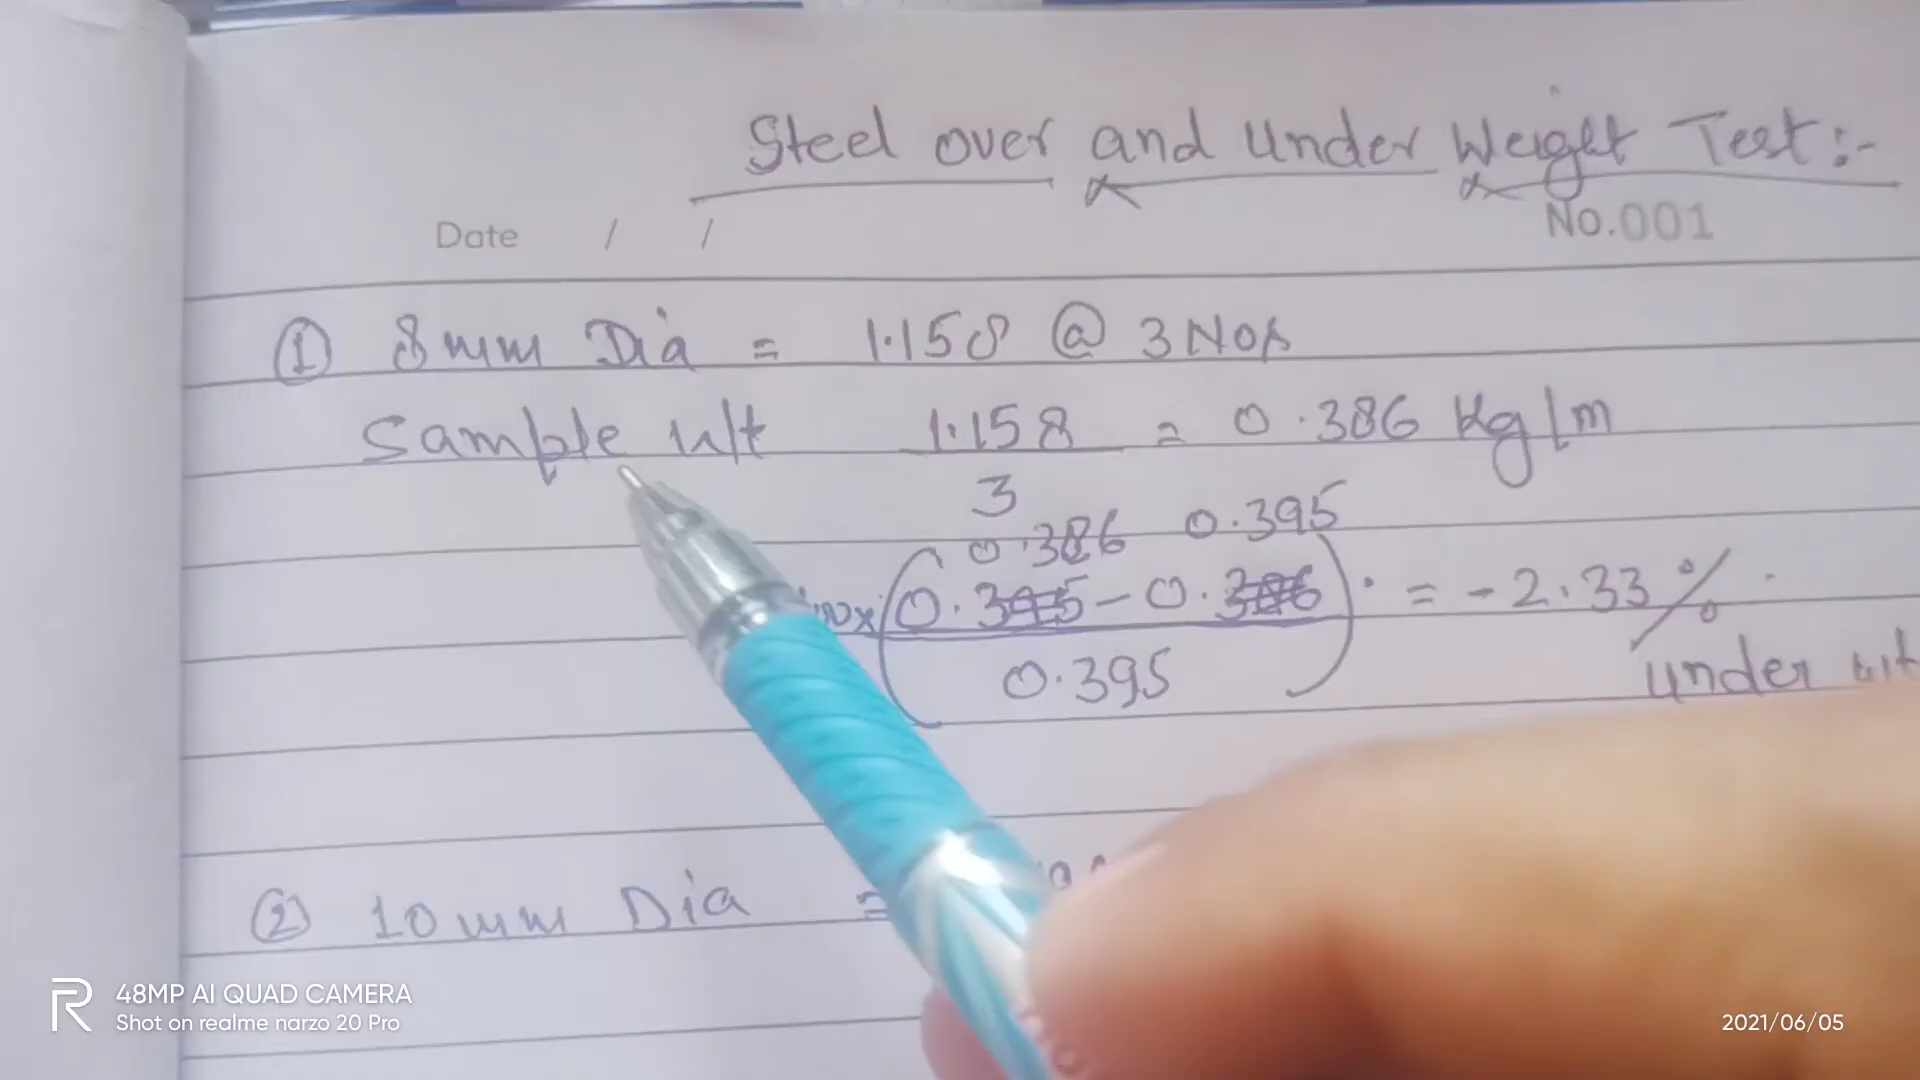 Steel over and under Weight Test:-
Date / / No.001
① 8mm Dia = 1.158 @ 3 Nos
Sample wt 1.158 = 0.386 Kg/m
3
0.386 0.395
100x (0.395 - 0.386) = -2.33%
0.395
under wt
② 10mm Dia =
48MP AI QUAD CAMERA
Shot on realme narzo 20 Pro
2021/06/05